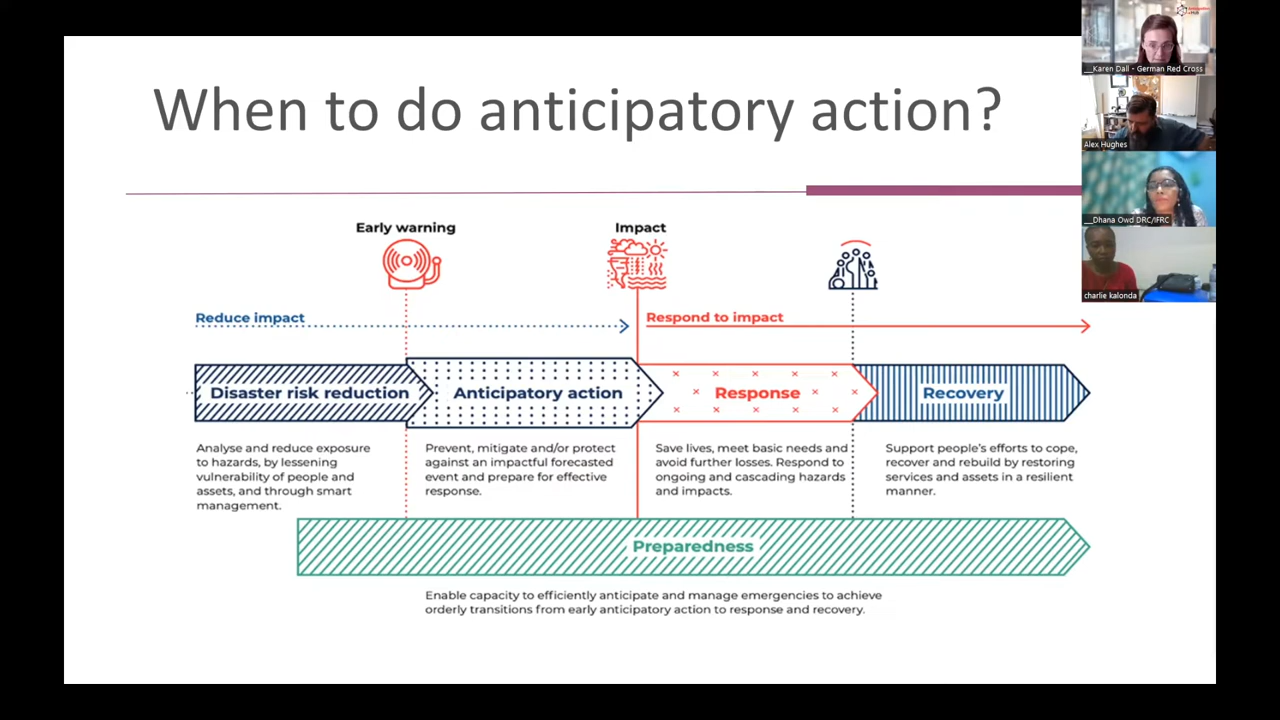 When to do anticipatory action?
Early warning
Impact
Reduce impact
Respond to impact
Disaster risk reduction
Anticipatory action
Response
Recovery
Analyse and reduce exposure
to hazards, by lessening
vulnerability of people and
assets, and through smart
management.
Prevent, mitigate and/or protect
against an impactful forecasted
event and prepare for effective
response.
Save lives, meet basic needs and
avoid further losses. Respond to
ongoing and cascading hazards
and impacts.
Support people's efforts to cope,
recover and rebuild by restoring
services and assets in a resilient
manner.
Preparedness
Enable capacity to efficiently anticipate and manage emergencies to achieve
orderly transitions from early anticipatory action to response and recovery.
__Karen Dall - German Red Cross
Alex Hughes
__Dhana Owd DRC/IFRC
charlie kalonda